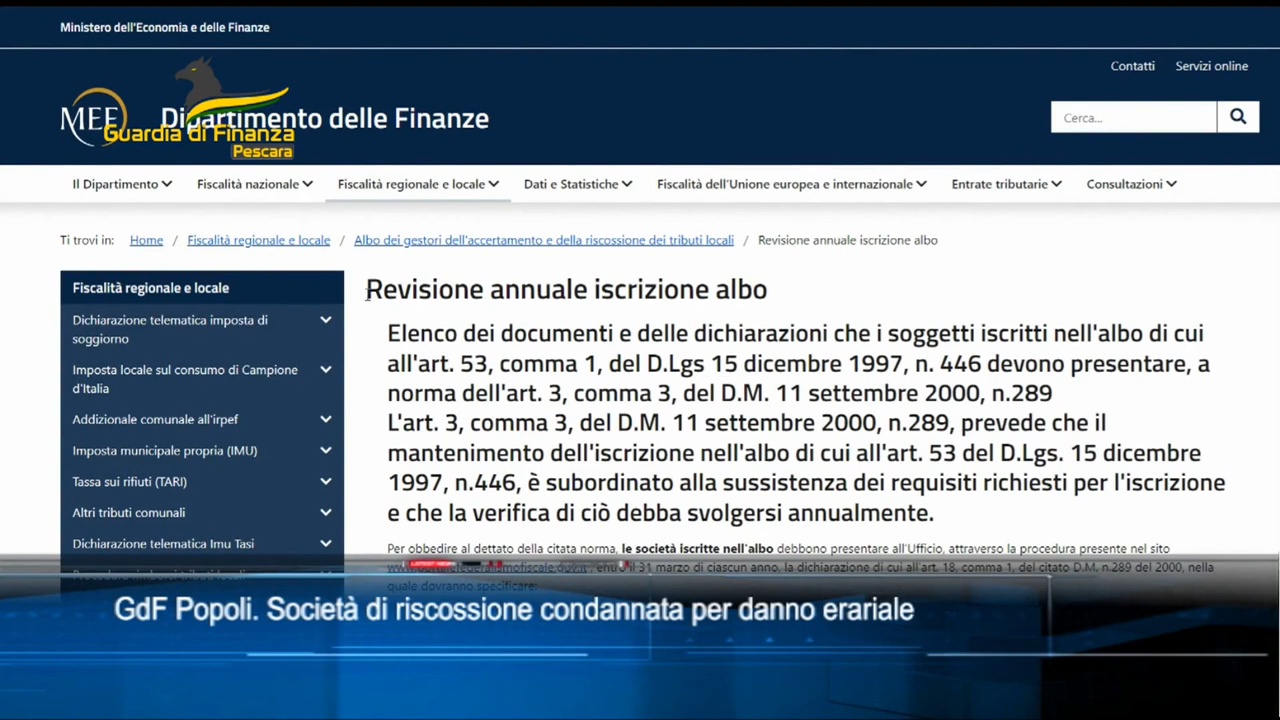 Ministero dell'Economia e delle Finanze
Contatti Servizi online
MEF Dipartimento delle Finanze
Cerca...
Guardia di Finanza
Pescara
Il Dipartimento Fiscalità nazionale Fiscalità regionale e locale Dati e Statistiche Fiscalità dell'Unione europea e internazionale Entrate tributarie Consultazioni
Ti trovi in: Home / Fiscalità regionale e locale / Albo dei gestori dell'accertamento e della riscossione dei tributi locali / Revisione annuale iscrizione albo
Fiscalità regionale e locale
Dichiarazione telematica imposta di
soggiorno
Imposta locale sul consumo di Campione
d'Italia
Addizionale comunale all'irpef
Imposta municipale propria (IMU)
Tassa sui rifiuti (TARI)
Altri tributi comunali
Dichiarazione telematica Imu Tasi
Revisione annuale iscrizione albo
Elenco dei documenti e delle dichiarazioni che i soggetti iscritti nell'albo di cui
all'art. 53, comma 1, del D.Lgs 15 dicembre 1997, n. 446 devono presentare, a
norma dell'art. 3, comma 3, del D.M. 11 settembre 2000, n.289
L'art. 3, comma 3, del D.M. 11 settembre 2000, n.289, prevede che il
mantenimento dell'iscrizione nell'albo di cui all'art. 53 del D.Lgs. 15 dicembre
1997, n.446, è subordinato alla sussistenza dei requisiti richiesti per l'iscrizione
e che la verifica di ciò debba svolgersi annualmente.
Per obbedire al dettato della citata norma, le società iscritte nell'albo debbono presentare all'Ufficio, attraverso la procedura presente nel sito
il 31 marzo di ciascun anno, la dichiarazione di cui all'art. 18, comma 1, del citato D.M. n.289 del 2000, nella
quale dovranno specificare:
LATEST NEWS
GdF Popoli. Società di riscossione condannata per danno erariale